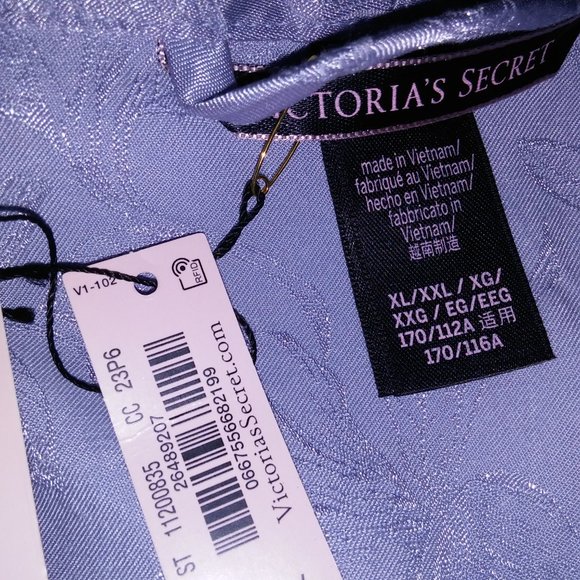 VICTORIA'S SECRET
made in Vietnam/
fabriqué au Vietnam/
hecho en Vietnam/
fabbricato in
Vietnam/
越南制造
XL/XXL / XG/
XXG / EG/EEG
170/112A 适用
170/116A
V1-102
RFID
ST 11200835 CC 23P6
26489207
0667556682199
VictoriasSecret.com